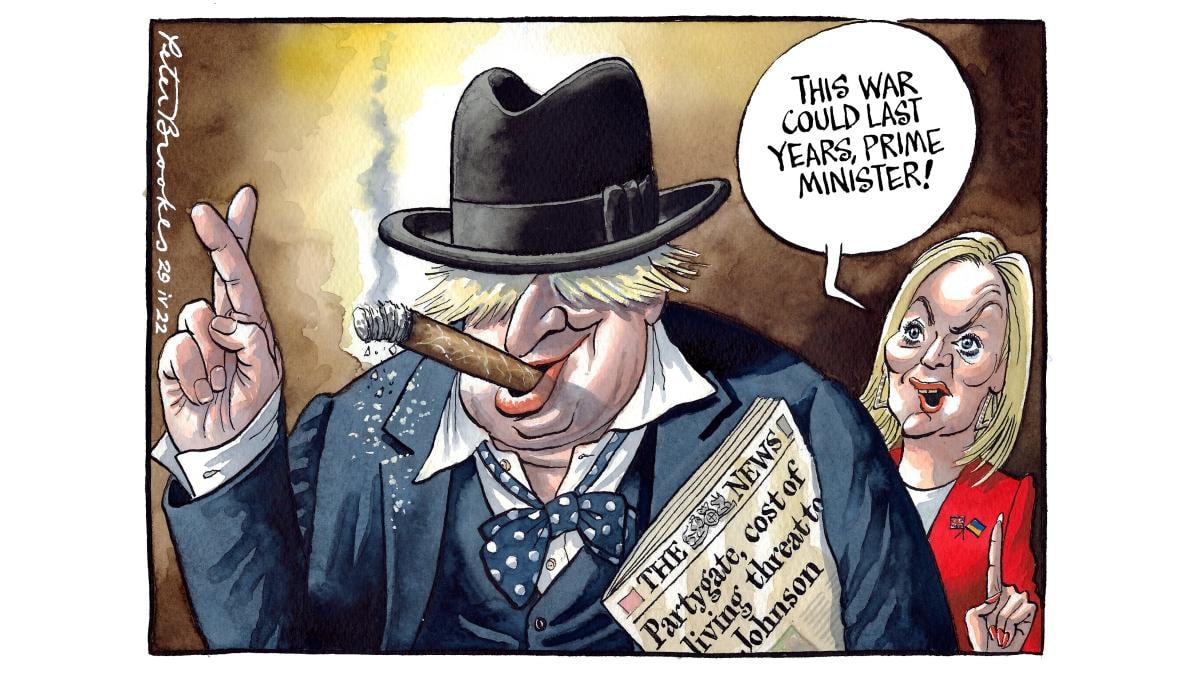 Peter Brookes 29 iv 22
THIS WAR
COULD LAST
YEARS, PRIME
MINISTER!
THE NEWS
Partygate, cost of
living threat to
Johnson